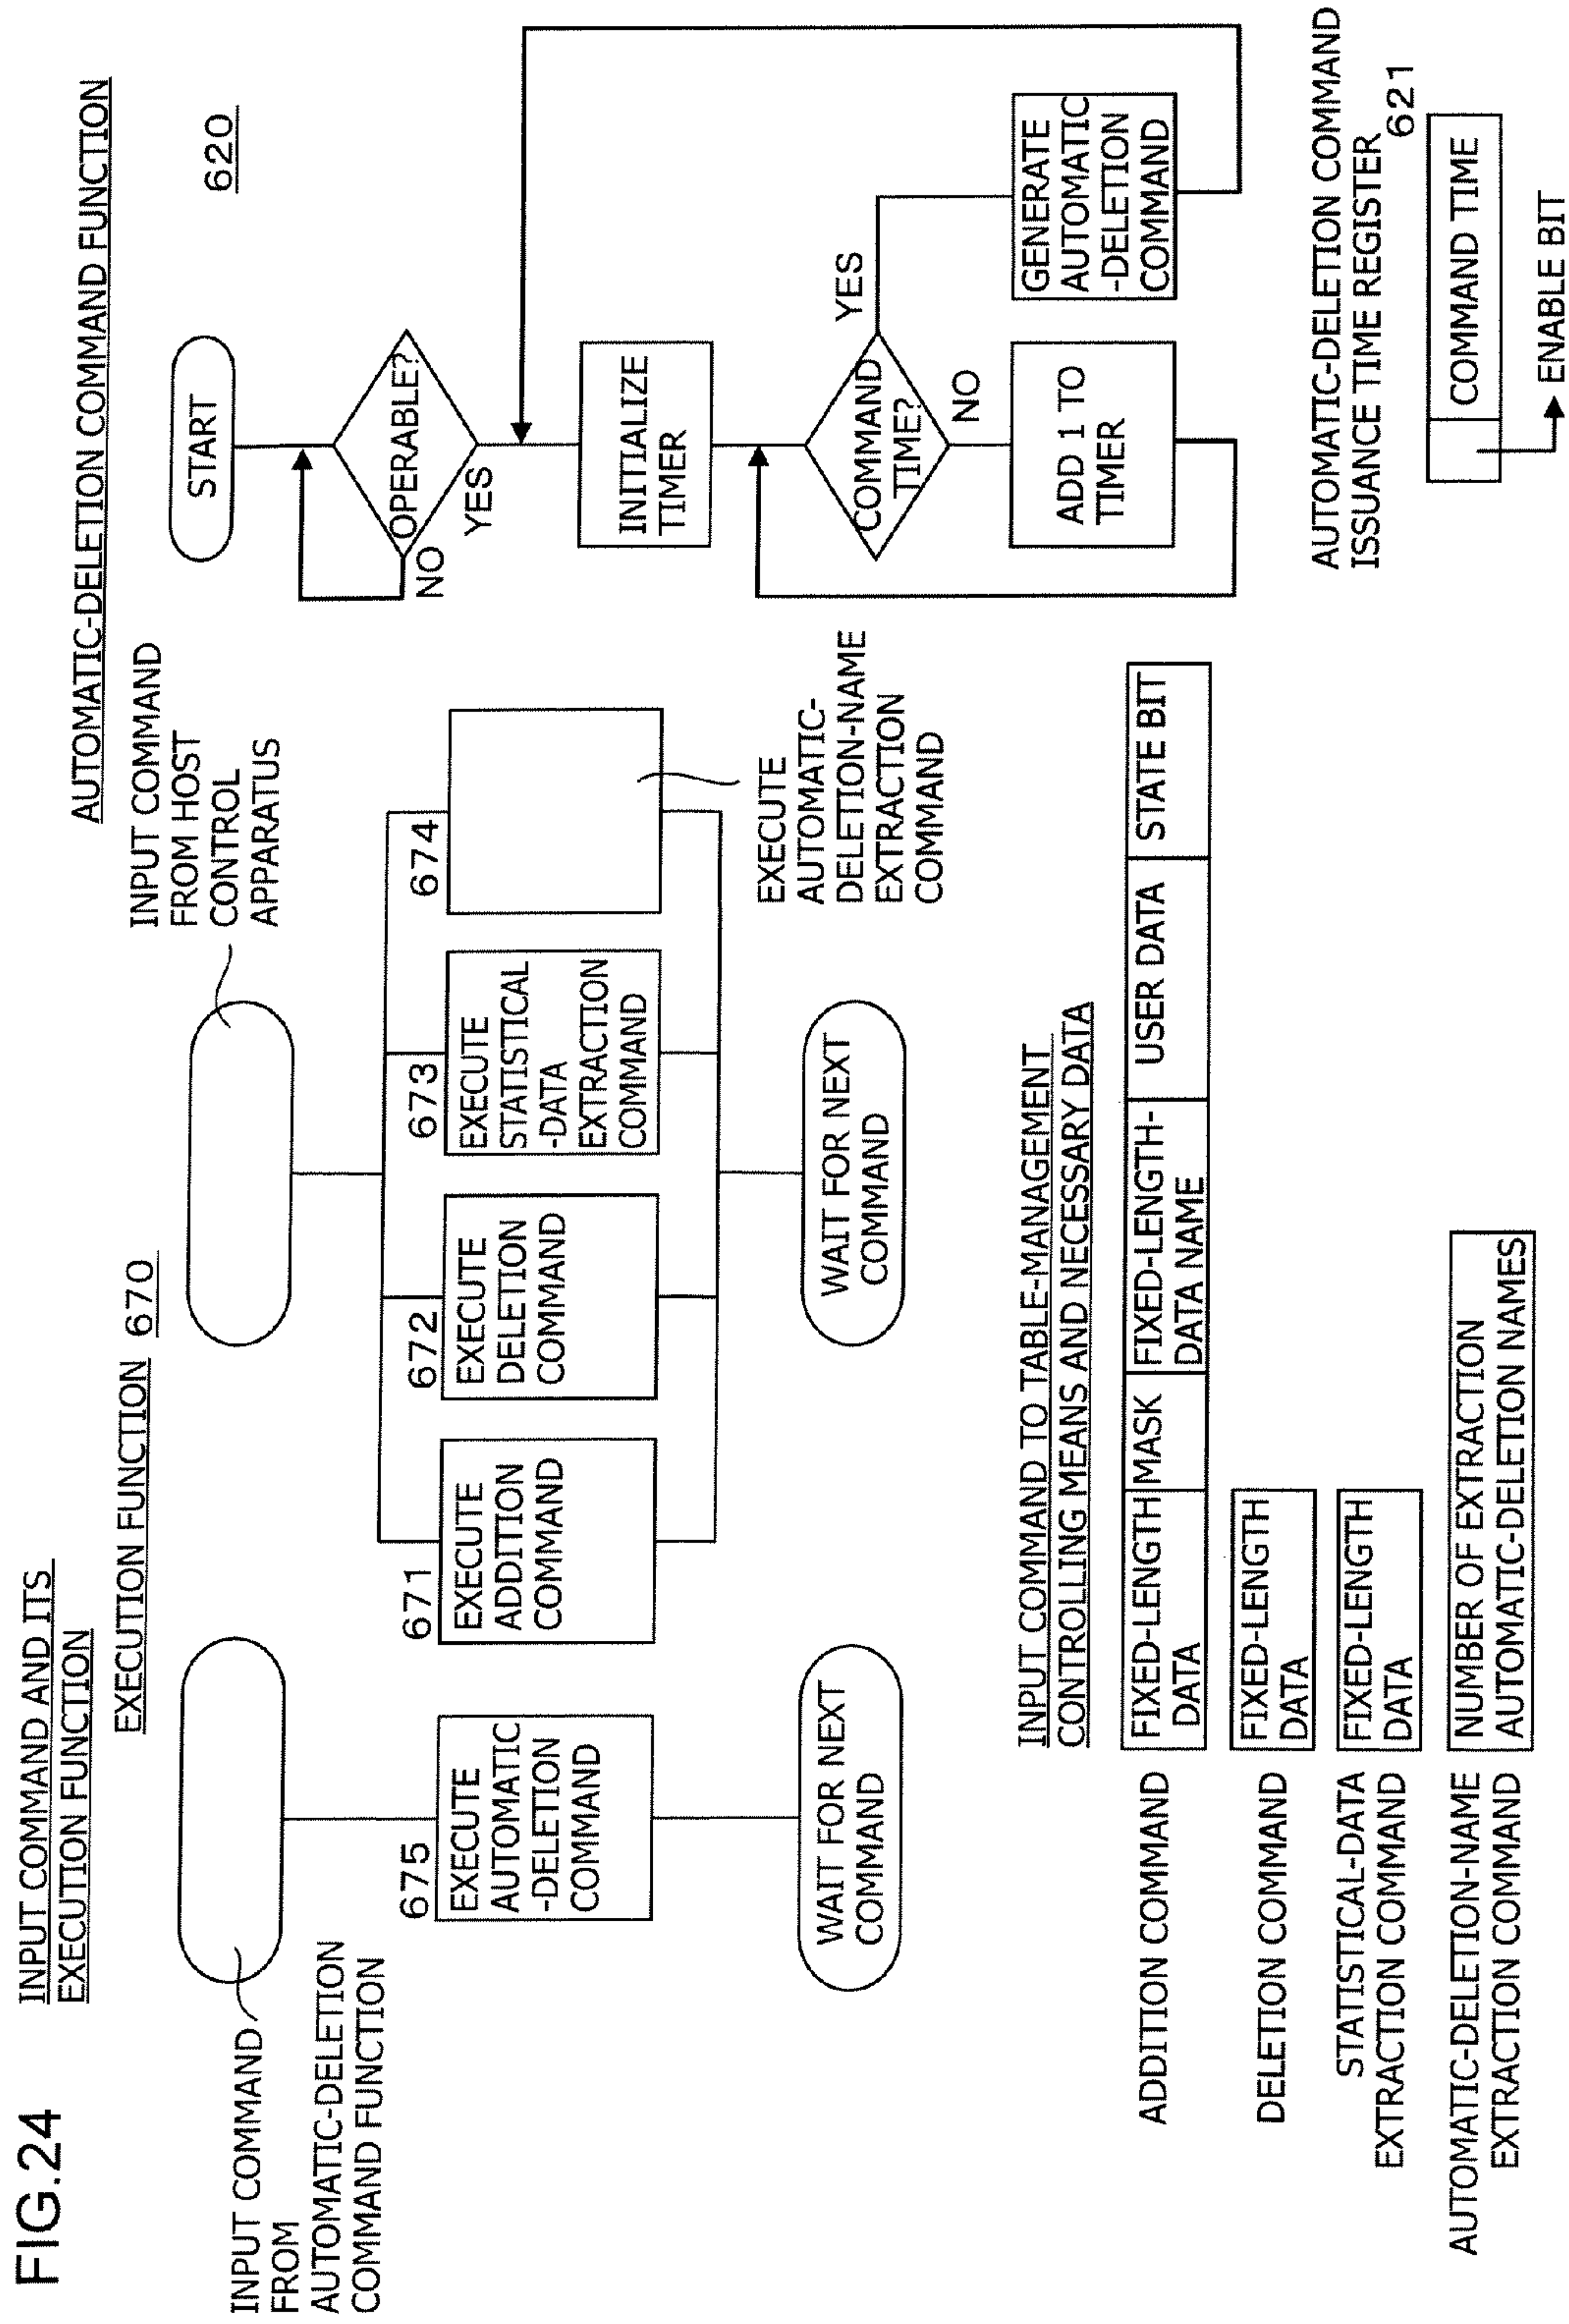 FIG.24
INPUT COMMAND AND ITS
EXECUTION FUNCTION
EXECUTION FUNCTION 670
INPUT COMMAND
FROM
AUTOMATIC-DELETION
COMMAND FUNCTION
675
EXECUTE
AUTOMATIC
-DELETION
COMMAND
WAIT FOR NEXT
COMMAND
INPUT COMMAND
FROM HOST
CONTROL
APPARATUS
671
EXECUTE
ADDITION
COMMAND
672
EXECUTE
DELETION
COMMAND
673
EXECUTE
STATISTICAL
-DATA
EXTRACTION
COMMAND
674
EXECUTE
AUTOMATIC-
DELETION-NAME
EXTRACTION
COMMAND
WAIT FOR NEXT
COMMAND
AUTOMATIC-DELETION COMMAND FUNCTION
620
START
OPERABLE?
NO
YES
INITIALIZE
TIMER
COMMAND
TIME?
YES
NO
GENERATE
AUTOMATIC
-DELETION
COMMAND
ADD 1 TO
TIMER
INPUT COMMAND TO TABLE-MANAGEMENT
CONTROLLING MEANS AND NECESSARY DATA
ADDITION COMMAND
FIXED-LENGTH
DATA
MASK
FIXED-LENGTH-
DATA NAME
USER DATA
STATE BIT
DELETION COMMAND
FIXED-LENGTH
DATA
STATISTICAL-DATA
EXTRACTION COMMAND
FIXED-LENGTH
DATA
AUTOMATIC-DELETION-NAME
EXTRACTION COMMAND
NUMBER OF EXTRACTION
AUTOMATIC-DELETION NAMES
AUTOMATIC-DELETION COMMAND
ISSUANCE TIME REGISTER
621
COMMAND TIME
ENABLE BIT